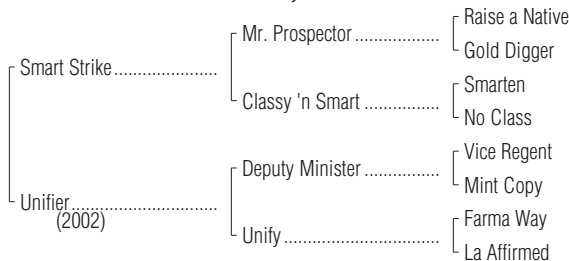 Raise a Native
Mr. Prospector ..................
Gold Digger
Smart Strike......................
Smarten
Classy 'n Smart ................
No Class
Vice Regent
Deputy Minister ................
Mint Copy
Unifier.................................
(2002)
Farma Way
Unify ...................................
La Affirmed